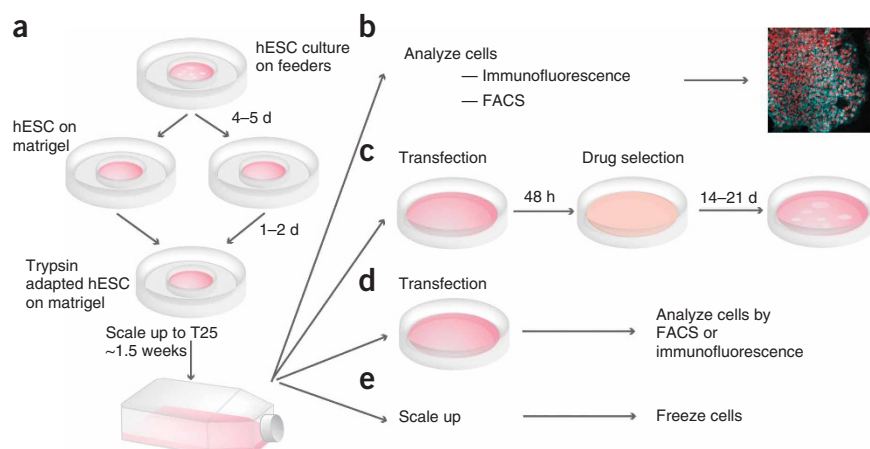 a
hESC culture
on feeders
4–5 d
hESC on
matrigel
1–2 d
Trypsin
adapted hESC
on matrigel
Scale up to T25
~1.5 weeks
b
Analyze cells
— Immunofluorescence
— FACS
c
Transfection
Drug selection
48 h
14–21 d
d
Transfection
Analyze cells by
FACS or
immunofluorescence
e
Scale up
Freeze cells